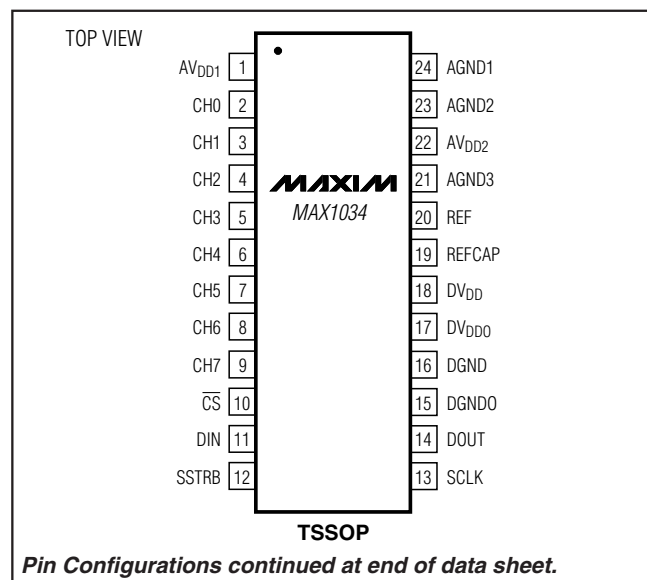 TOP VIEW
AVDD1 1
CH0 2
CH1 3
CH2 4
CH3 5
CH4 6
CH5 7
CH6 8
CH7 9
CS 10
DIN 11
SSTRB 12
MAXIM
MAX1034
24 AGND1
23 AGND2
22 AVDD2
21 AGND3
20 REF
19 REFCAP
18 DVDD
17 DVDDO
16 DGND
15 DGNDO
14 DOUT
13 SCLK
TSSOP
Pin Configurations continued at end of data sheet.